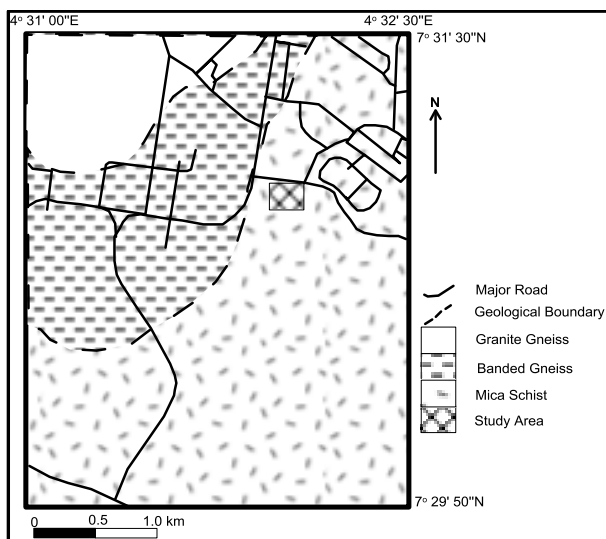 4° 31' 00"E
4° 32' 30"E
7° 31' 30"N
N
Major Road
Geological Boundary
Granite Gneiss
Banded Gneiss
Mica Schist
Study Area
7° 29' 50"N
0 0.5 1.0 km